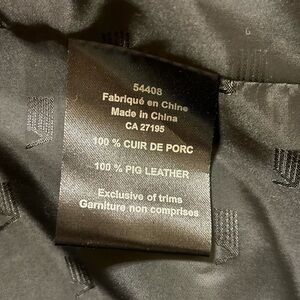 54408
Fabriqué en Chine
Made in China
CA 27195
100 % CUIR DE PORC
100 % PIG LEATHER
Exclusive of trims
Garniture non comprises